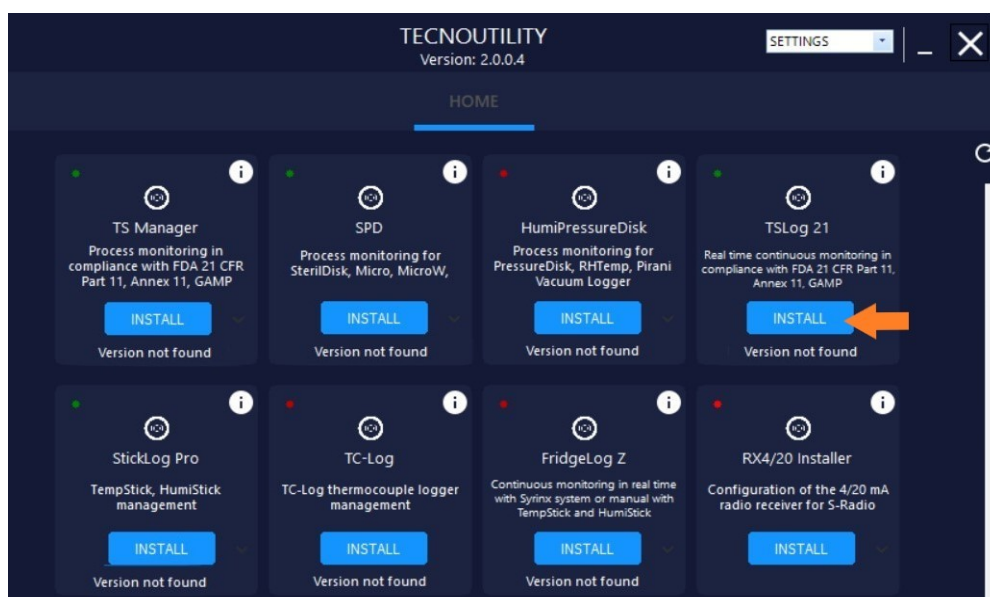 TECNOUTILITY
Version: 2.0.0.4
SETTINGS
HOME
TS Manager
Process monitoring in
compliance with FDA 21 CFR
Part 11, Annex 11, GAMP
INSTALL
Version not found
SPD
Process monitoring for
SterilDisk, Micro, MicroW,
INSTALL
Version not found
HumiPressureDisk
Process monitoring for
PressureDisk, RHTemp, Pirani
Vacuum Logger
INSTALL
Version not found
TSLog 21
Real time continuous monitoring in
compliance with FDA 21 CFR Part 11,
Annex 11, GAMP
INSTALL
Version not found
StickLog Pro
TempStick, HumiStick
management
INSTALL
Version not found
TC-Log
TC-Log thermocouple logger
management
INSTALL
Version not found
FridgeLog Z
Continuous monitoring in real time
with Syrinx system or manual with
TempStick and HumiStick
INSTALL
Version not found
RX4/20 Installer
Configuration of the 4/20 mA
radio receiver for S-Radio
INSTALL